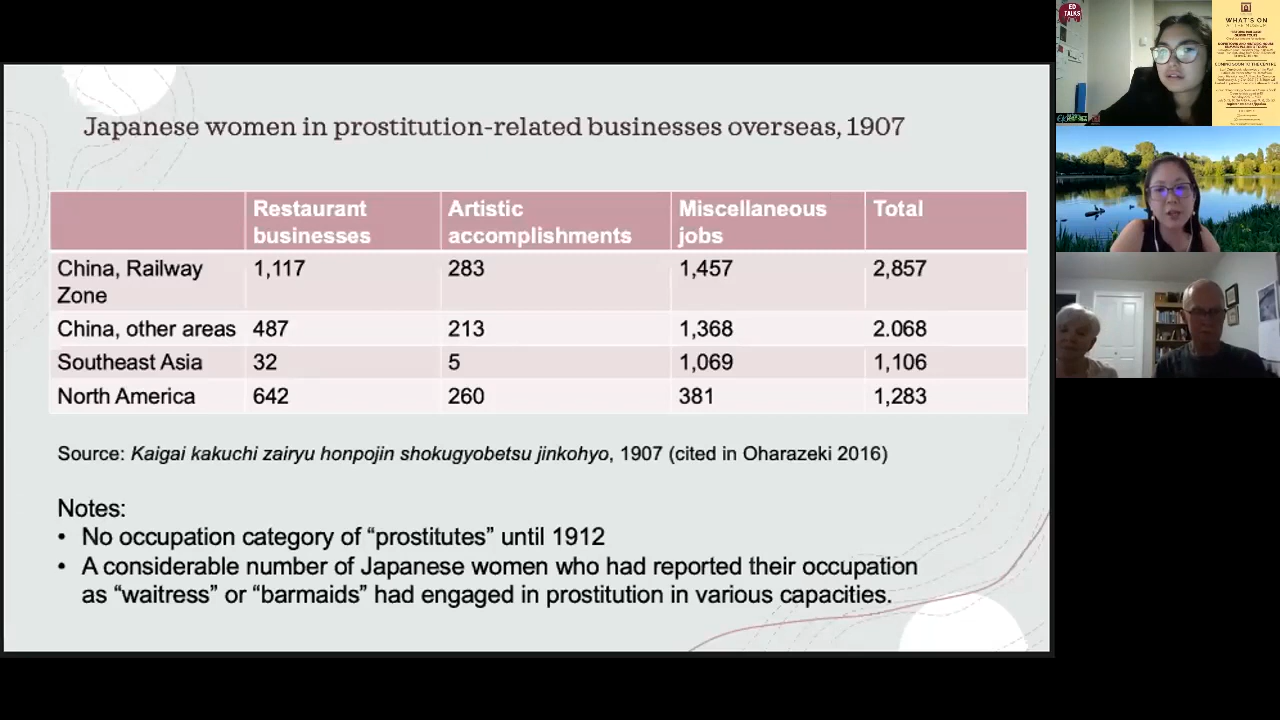 Japanese women in prostitution-related businesses overseas, 1907
Restaurant businesses Artistic accomplishments Miscellaneous jobs Total
China, Railway Zone 1,117 283 1,457 2,857
China, other areas 487 213 1,368 2.068
Southeast Asia 32 5 1,069 1,106
North America 642 260 381 1,283
Source: Kaigai kakuchi zairyu honpojin shokugyobetsu jinkohyo, 1907 (cited in Oharazeki 2016)
Notes:
• No occupation category of “prostitutes” until 1912
• A considerable number of Japanese women who had reported their occupation
as “waitress” or “barmaids” had engaged in prostitution in various capacities.
ED
TALKS
WHAT'S ON